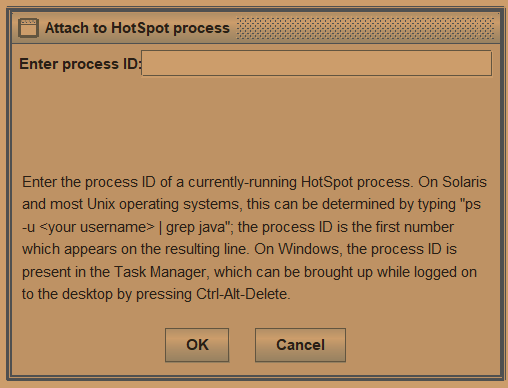 Attach to HotSpot process
Enter process ID:
Enter the process ID of a currently-running HotSpot process. On Solaris
and most Unix operating systems, this can be determined by typing "ps
-u <your username> | grep java"; the process ID is the first number
which appears on the resulting line. On Windows, the process ID is
present in the Task Manager, which can be brought up while logged on
to the desktop by pressing Ctrl-Alt-Delete.
OK Cancel